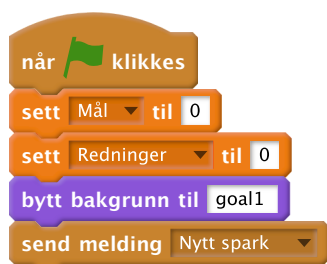 når klikkes
sett Mål til 0
sett Redninger til 0
bytt bakgrunn til goal1
send melding Nytt spark